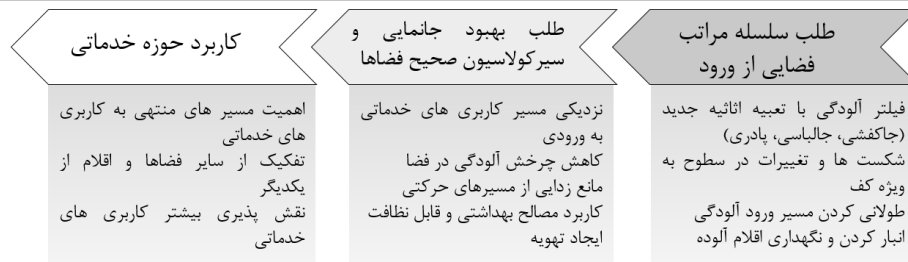 طلب سلسله مراتب
فضایی از ورود
فیلتر آلودگی با تعبیه اثاثیه جدید
(جاکفشی، جالباسی، پادری)
شکست ها و تغییرات در سطوح به
ویژه کف
طولانی کردن مسیر ورود آلودگی
انبار کردن و نگهداری اقلام آلوده
طلب بهبود جانمایی و
سیرکولاسیون صحیح فضاها
نزدیکی مسیر کاربری های خدماتی
به ورودی
کاهش چرخش آلودگی در فضا
مانع زدایی از مسیرهای حرکتی
کاربرد مصالح بهداشتی و قابل نظافت
ایجاد تهویه
کاربرد حوزه خدماتی
اهمیت مسیر های منتهی به کاربری
های خدماتی
تفکیک از سایر فضاها و اقلام از
یکدیگر
نقش پذیری بیشتر کاربری های
خدماتی